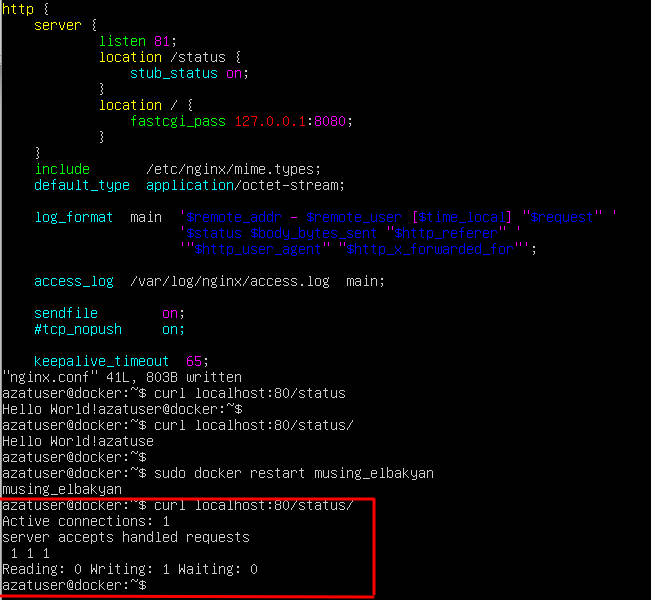 http {
    server {
            listen 81;
            location /status {
                stub_status on;
            }
            location / {
                fastcgi_pass 127.0.0.1:8080;
            }
    }
    include       /etc/nginx/mime.types;
    default_type  application/octet-stream;
    log_format  main  '$remote_addr - $remote_user [$time_local] "$request" '
                      '$status $body_bytes_sent "$http_referer" '
                      '"$http_user_agent" "$http_x_forwarded_for"';
    access_log  /var/log/nginx/access.log  main;
    sendfile        on;
    #tcp_nopush     on;
    keepalive_timeout  65;
"nginx.conf" 41L, 803B written
azatuser@docker:~$ curl localhost:80/status
Hello World!azatuser@docker:~$
azatuser@docker:~$ curl localhost:80/status/
Hello World!azatuse
azatuser@docker:~$
azatuser@docker:~$ sudo docker restart musing_elbakyan
musing_elbakyan
azatuser@docker:~$ curl localhost:80/status/
Active connections: 1
server accepts handled requests
 1 1 1
Reading: 0 Writing: 1 Waiting: 0
azatuser@docker:~$